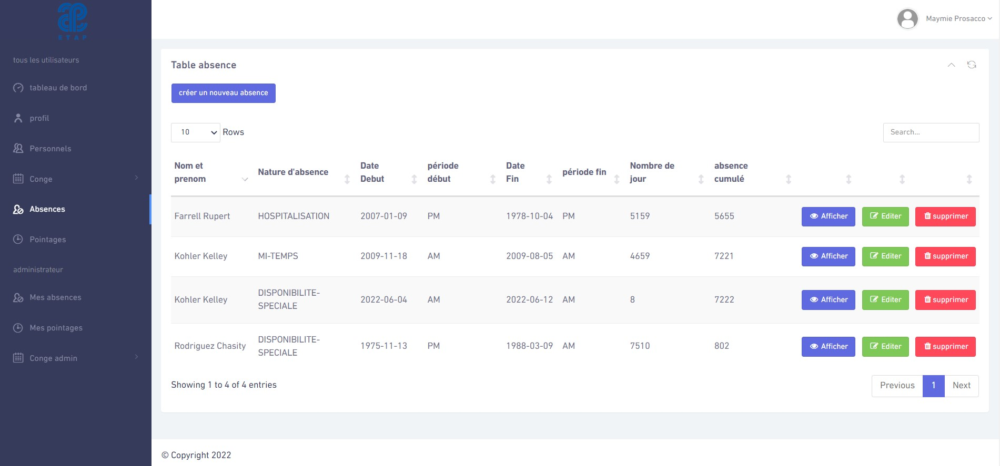 ETAP
Maymie Prosacco
tous les utilisateurs
tableau de bord
profil
Personnels
Conge
Absences
Pointages
administrateur
Mes absences
Mes pointages
Conge admin
Table absence
créer un nouveau absence
10 Rows
Search...
Nom et prenom Nature d'absence Date Debut période début Date Fin période fin Nombre de jour absence cumulé
Farrell Rupert HOSPITALISATION 2007-01-09 PM 1978-10-04 PM 5159 5655 Afficher Editer supprimer
Kohler Kelley MI-TEMPS 2009-11-18 AM 2009-08-05 AM 4659 7221 Afficher Editer supprimer
Kohler Kelley DISPONIBILITE-SPECIALE 2022-06-04 AM 2022-06-12 AM 8 7222 Afficher Editer supprimer
Rodriguez Chasity DISPONIBILITE-SPECIALE 1975-11-13 PM 1988-03-09 AM 7510 802 Afficher Editer supprimer
Showing 1 to 4 of 4 entries
Previous 1 Next
© Copyright 2022